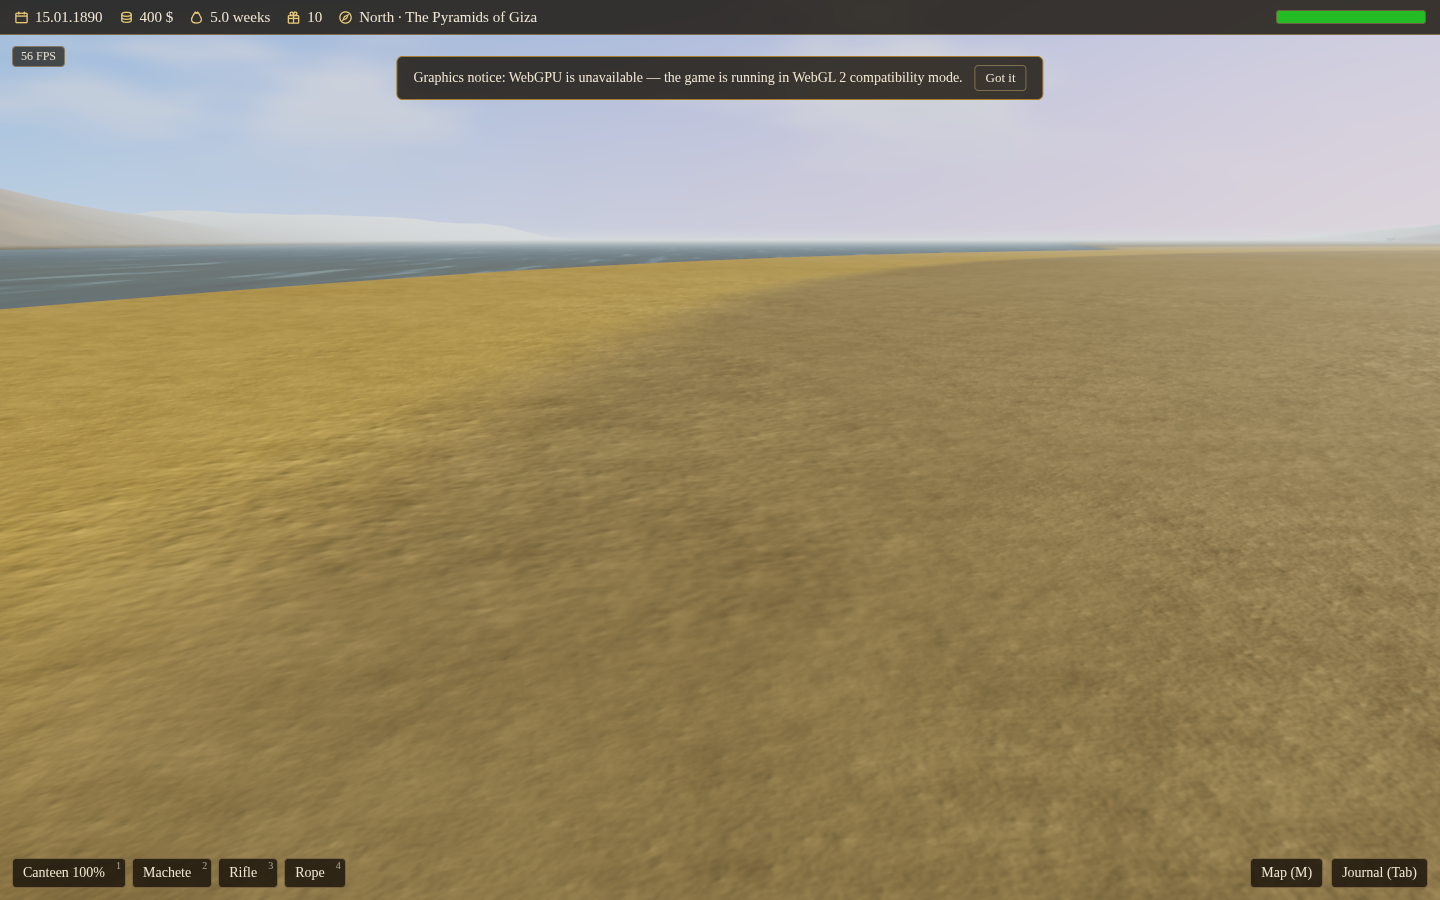 15.01.1890 400 $ 5.0 weeks 10 North · The Pyramids of Giza
56 FPS
Graphics notice: WebGPU is unavailable — the game is running in WebGL 2 compatibility mode. Got it
Canteen 100% 1 Machete 2 Rifle 3 Rope 4 Map (M) Journal (Tab)